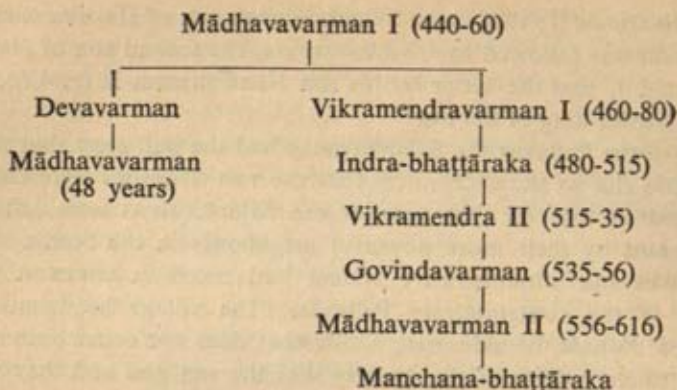 Mādhavavarman I (440-60)
Devavarman
Vikramendravarman I (460-80)
Mādhavavarman
(48 years)
Indra-bhaṭṭāraka (480-515)
Vikramendra II (515-35)
Govindavarman (535-56)
Mādhavavarman II (556-616)
Manchana-bhattāraka